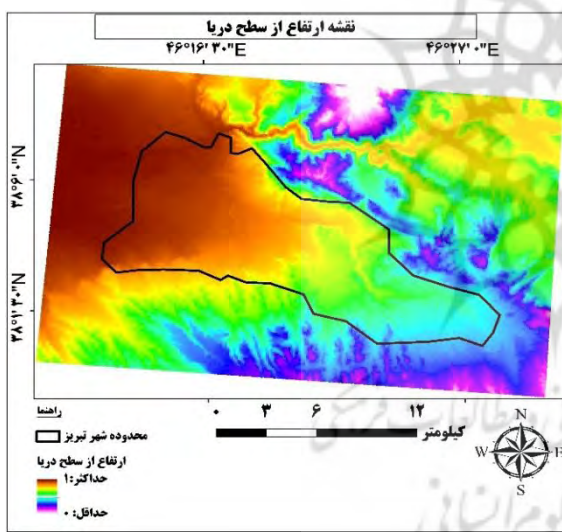 نقشه ارتفاع از سطح دریا
۴۶°۱۶'۳۰"E
۴۶°۲۷'۰"E
۳۸°۶'۰"N
۳۸°۱'۳۰"N
راهنما
محدوده شهر تبریز
ارتفاع از سطح دریا
حداکثر: ۱
حداقل: ۰
۰ ۳ ۶ ۱۲
کیلومتر
N
W E
S